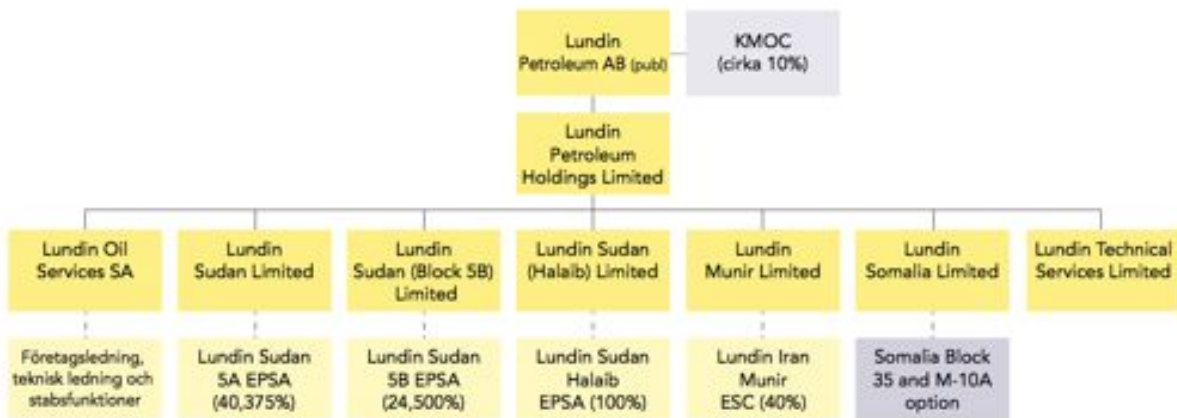 Lundin
Petroleum AB (publ)
KMOC
(cirka 10%)
Lundin
Petroleum
Holdings Limited
Lundin Oil
Services SA
Lundin
Sudan Limited
Lundin
Sudan (Block 5B)
Limited
Lundin Sudan
(Halaib) Limited
Lundin
Munir Limited
Lundin
Somalia Limited
Lundin Technical
Services Limited
Företagsledning,
teknisk ledning och
stabsfunktioner
Lundin Sudan
5A EPSA
(40,375%)
Lundin Sudan
5B EPSA
(24,500%)
Lundin Sudan
Halaib
EPSA (100%)
Lundin Iran
Munir
ESC (40%)
Somalia Block
35 and M-10A
option